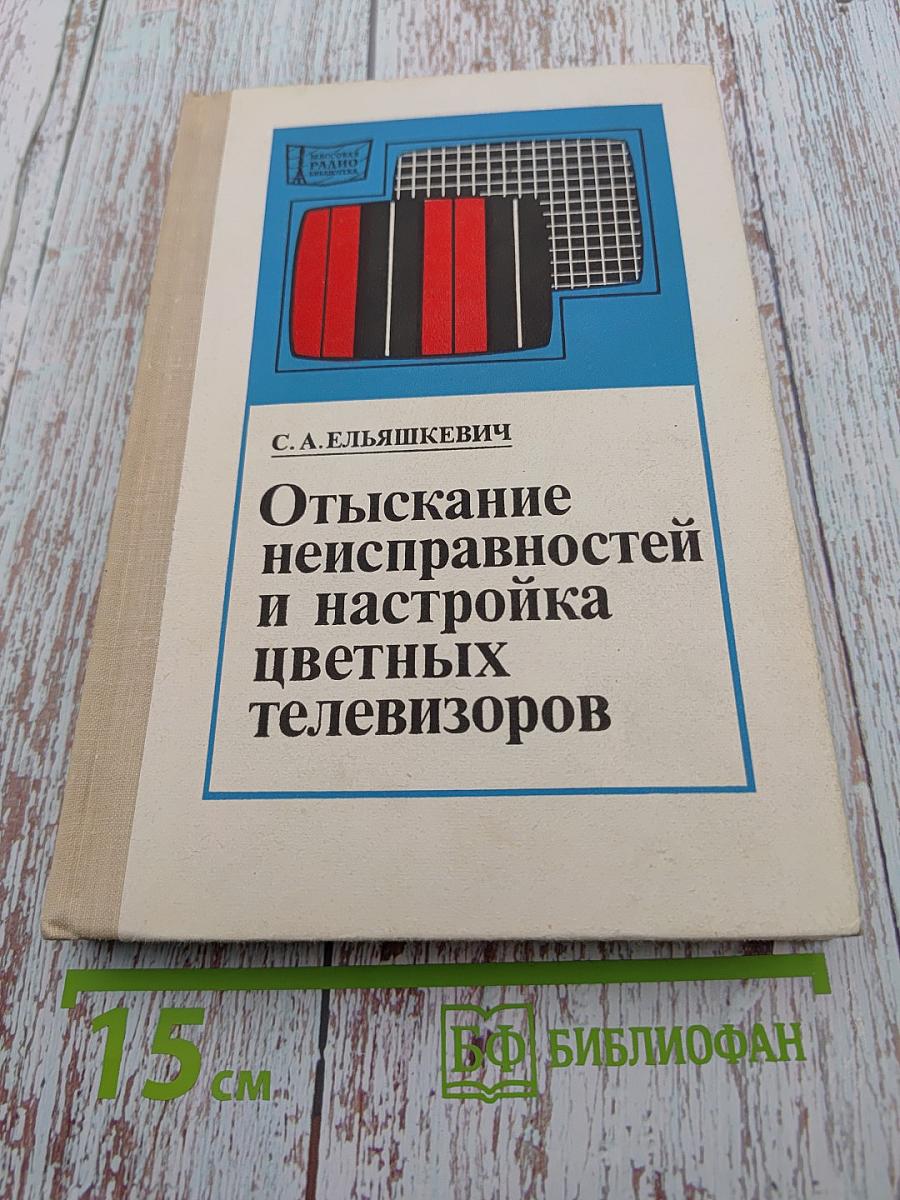 МАССОВАЯ
РАДИО
БИБЛИОТЕКА
С. А. ЕЛЬЯШКЕВИЧ
Отыскание
неисправностей
и настройка
цветных
телевизоров
15 см
БФ БИБЛИОФАН